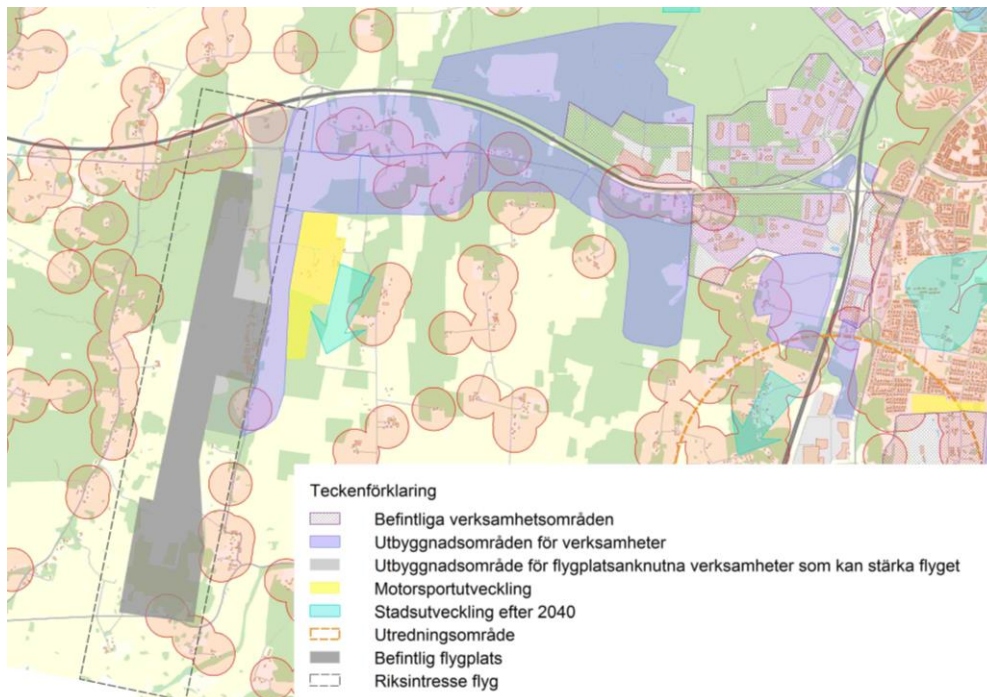 Teckenförklaring
Befintliga verksamhetsområden
Utbyggnadsområden för verksamheter
Utbyggnadsområde för flygplatsanknutna verksamheter som kan stärka flyget
Motorsportutveckling
Stadsutveckling efter 2040
Utredningsområde
Befintlig flygplats
Riksintresse flyg